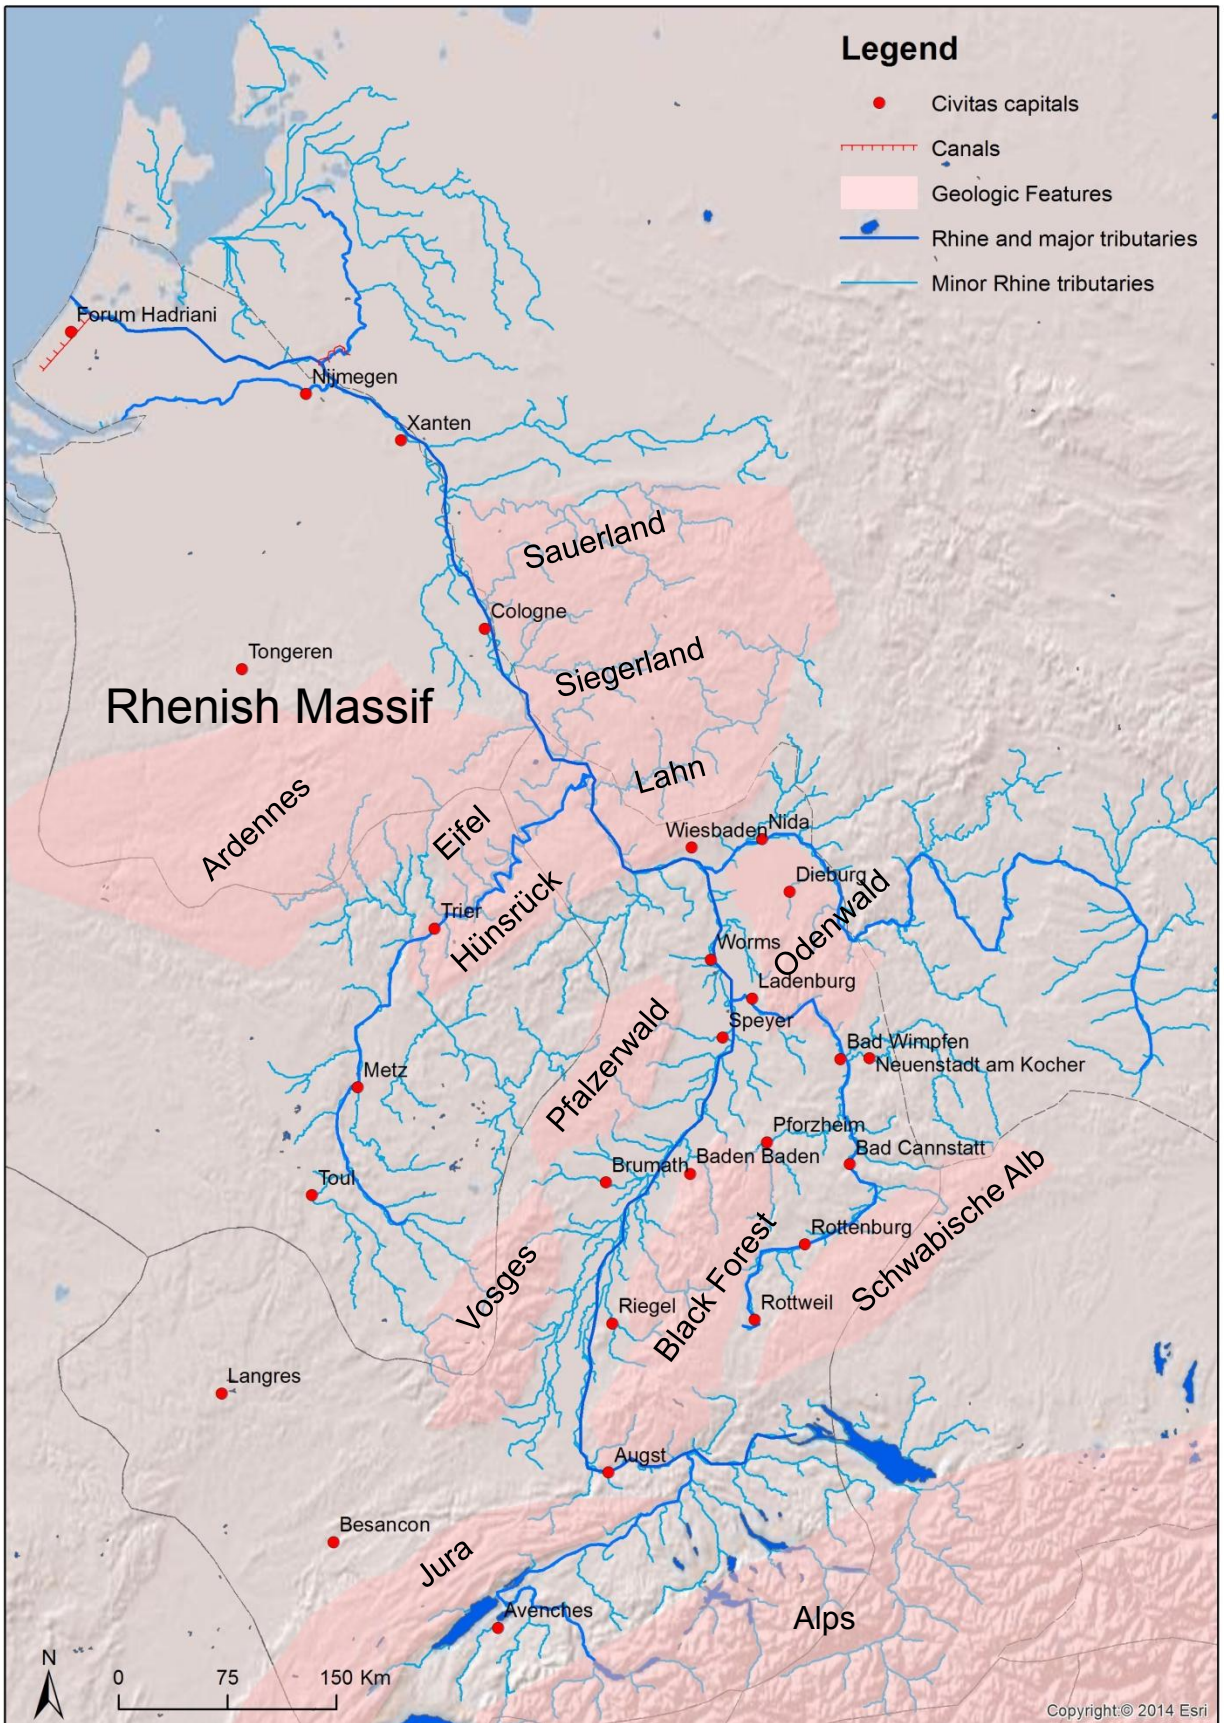 Legend
Civitas capitals
Canals
Geologic Features
Rhine and major tributaries
Minor Rhine tributaries
Forum Hadriani
Nijmegen
Xanten
Sauerland
Cologne
Siegerland
Tongeren
Rhenish Massif
Lahn
Ardennes
Eifel
Wiesbaden
Nida
Dieburg
Hünsrück
Trier
Odenwald
Worms
Ladenburg
Speyer
Pfalzerwald
Bad Wimpfen
Neuenstadt am Kocher
Metz
Pforzheim
Baden Baden
Bad Cannstatt
Brumath
Toul
Schwabische Alb
Rottenburg
Black Forest
Vosges
Riegel
Rottweil
Langres
Augst
Besancon
Jura
Avenches
Alps
N
0 75 150 Km
Copyright:© 2014 Esri